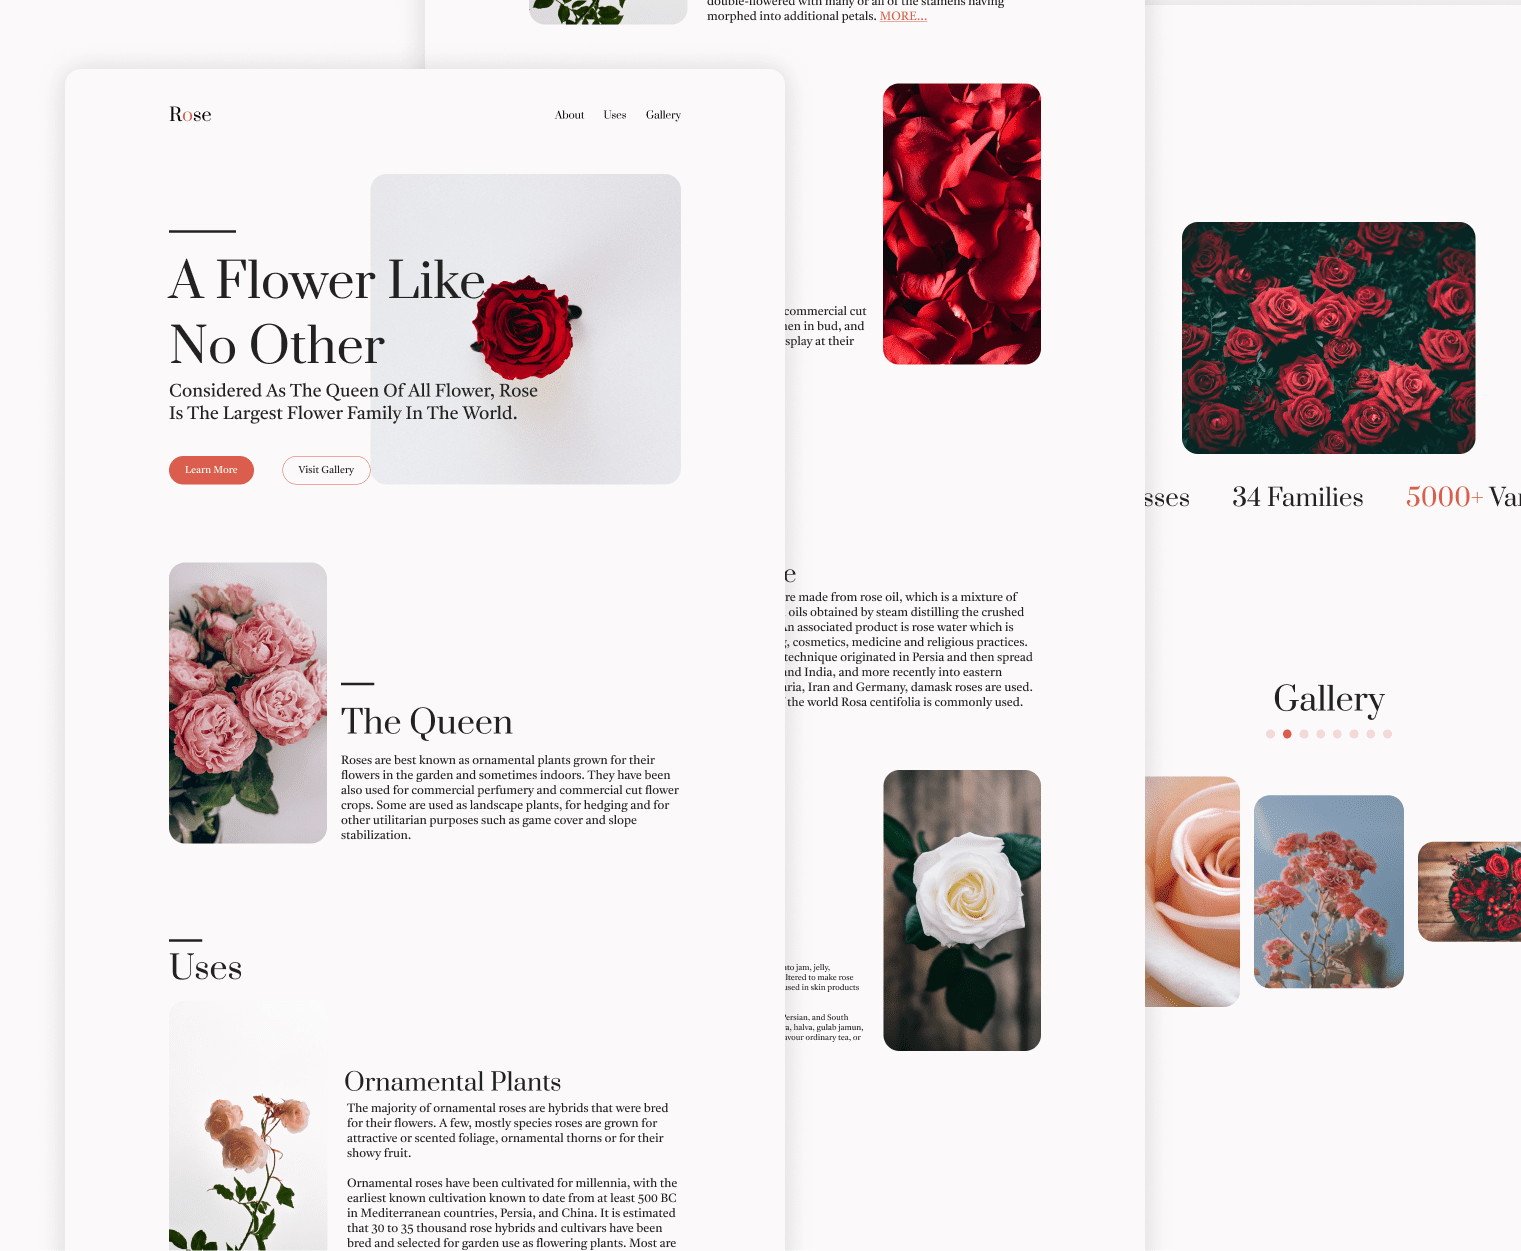 Rose
About Uses Gallery
A Flower Like
No Other
Considered As The Queen Of All Flower, Rose
Is The Largest Flower Family In The World.
Learn More Visit Gallery
The Queen
Roses are best known as ornamental plants grown for their
flowers in the garden and sometimes indoors. They have been
also used for commercial perfumery and commercial cut flower
crops. Some are used as landscape plants, for hedging and for
other utilitarian purposes such as game cover and slope
stabilization.
Uses
Ornamental Plants
The majority of ornamental roses are hybrids that were bred
for their flowers. A few, mostly species roses are grown for
attractive or scented foliage, ornamental thorns or for their
showy fruit.
Ornamental roses have been cultivated for millennia, with the
earliest known cultivation known to date from at least 500 BC
in Mediterranean countries, Persia, and China. It is estimated
that 30 to 35 thousand rose hybrids and cultivars have been
bred and selected for garden use as flowering plants. Most are
double-flowered with many or all of the stamens having
morphed into additional petals. MORE...
commercial cut
in bud, and
at their
made from rose oil, which is a mixture of
oils obtained by steam distilling the crushed
associated product is rose water which is
cosmetics, medicine and religious practices.
technique originated in Persia and then spread
and India, and more recently into eastern
Iran and Germany, damask roses are used.
the world Rosa centifolia is commonly used.
jam, jelly,
to make rose
used in skin products
Persian, and South
halva, gulab jamun,
ordinary tea, or
34 Families 5000+
Gallery